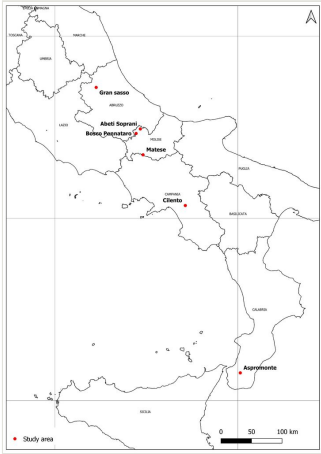 EMILIA-ROMAGNA
TOSCANA
MARCHE
UMBRIA
Gran sasso
ABRUZZO
LAZIO
Abeti Soprani
Bosco Pennataro
MOLISE
Matese
PUGLIA
CAMPANIA
Cilento
BASILICATA
CALABRIA
Aspromonte
SICILIA
0 50 100 km
Study area